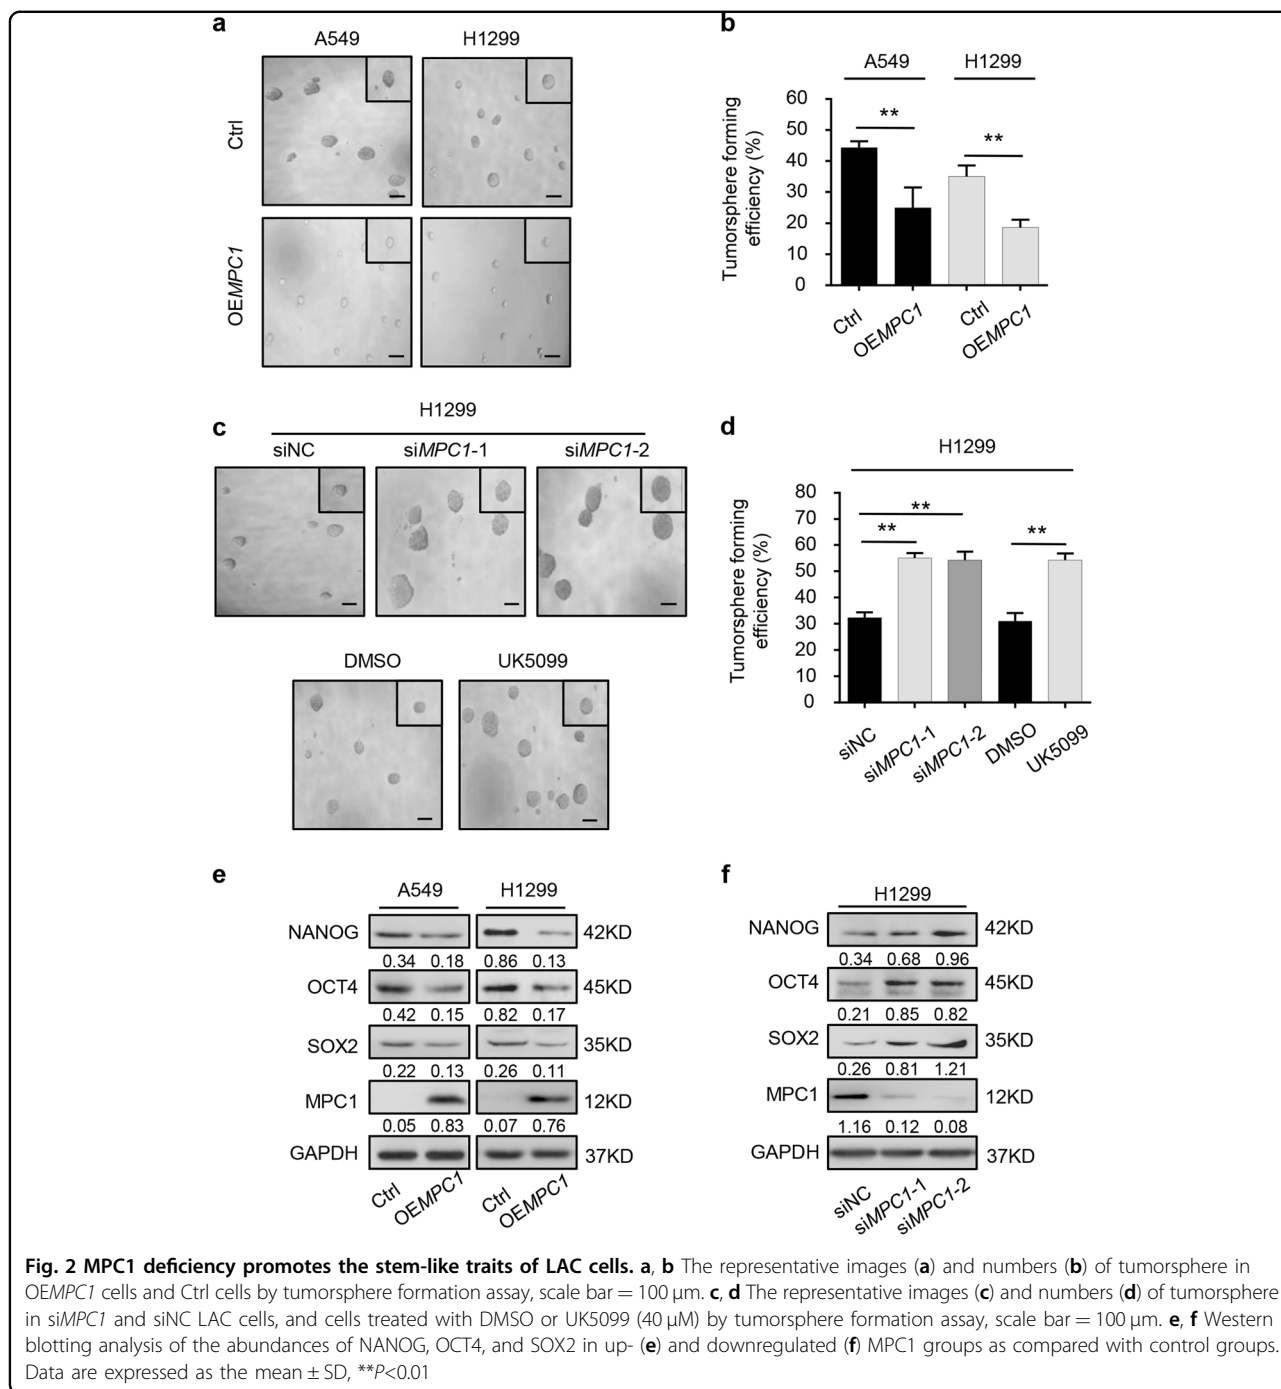 a
A549 H1299
Ctrl
OEMPC1
b
A549 H1299
Tumorsphere forming
efficiency (%)
60
50
40
30
20
10
0
** **
Ctrl OEMPC1 Ctrl OEMPC1
c
H1299
siNC siMPC1-1 siMPC1-2
DMSO UK5099
d
H1299
Tumorsphere forming
efficiency (%)
80
70
60
50
40
30
20
10
0
** ** **
siNC siMPC1-1 siMPC1-2 DMSO UK5099
e
A549 H1299
NANOG 42KD
0.34 0.18 0.86 0.13
OCT4 45KD
0.42 0.15 0.82 0.17
SOX2 35KD
0.22 0.13 0.26 0.11
MPC1 12KD
0.05 0.83 0.07 0.76
GAPDH 37KD
Ctrl OEMPC1 Ctrl OEMPC1
f
H1299
NANOG 42KD
0.34 0.68 0.96
OCT4 45KD
0.21 0.85 0.82
SOX2 35KD
0.26 0.81 1.21
MPC1 12KD
1.16 0.12 0.08
GAPDH 37KD
siNC siMPC1-1 siMPC1-2
Fig. 2 MPC1 deficiency promotes the stem-like traits of LAC cells. a, b The representative images (a) and numbers (b) of tumorsphere in
OEMPC1 cells and Ctrl cells by tumorsphere formation assay, scale bar = 100 μm. c, d The representative images (c) and numbers (d) of tumorsphere
in siMPC1 and siNC LAC cells, and cells treated with DMSO or UK5099 (40 μM) by tumorsphere formation assay, scale bar = 100 μm. e, f Western
blotting analysis of the abundances of NANOG, OCT4, and SOX2 in up- (e) and downregulated (f) MPC1 groups as compared with control groups.
Data are expressed as the mean ± SD, **P<0.01